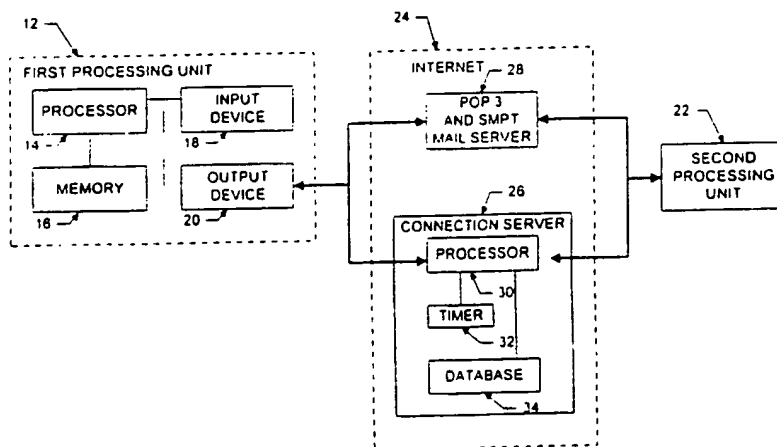 12
FIRST PROCESSING UNIT
PROCESSOR
14
INPUT
DEVICE
18
MEMORY
16
OUTPUT
DEVICE
20
24
INTERNET
28
POP 3
AND SMPT
MAIL SERVER
26
CONNECTION SERVER
PROCESSOR
30
TIMER
32
DATABASE
34
22
SECOND
PROCESSING
UNIT